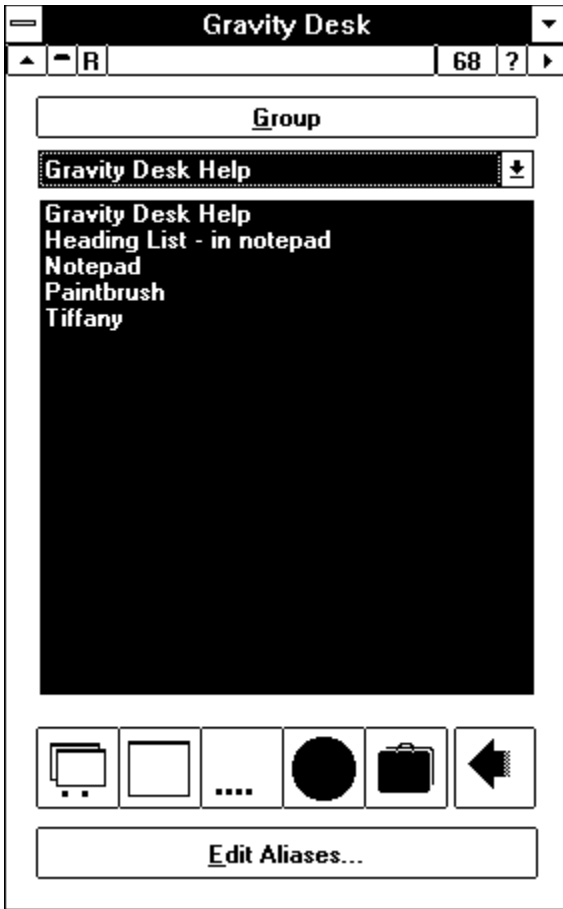 Gravity Desk
R 68 ?
Group
Gravity Desk Help
Gravity Desk Help
Heading List - in notepad
Notepad
Paintbrush
Tiffany
Edit Aliases...